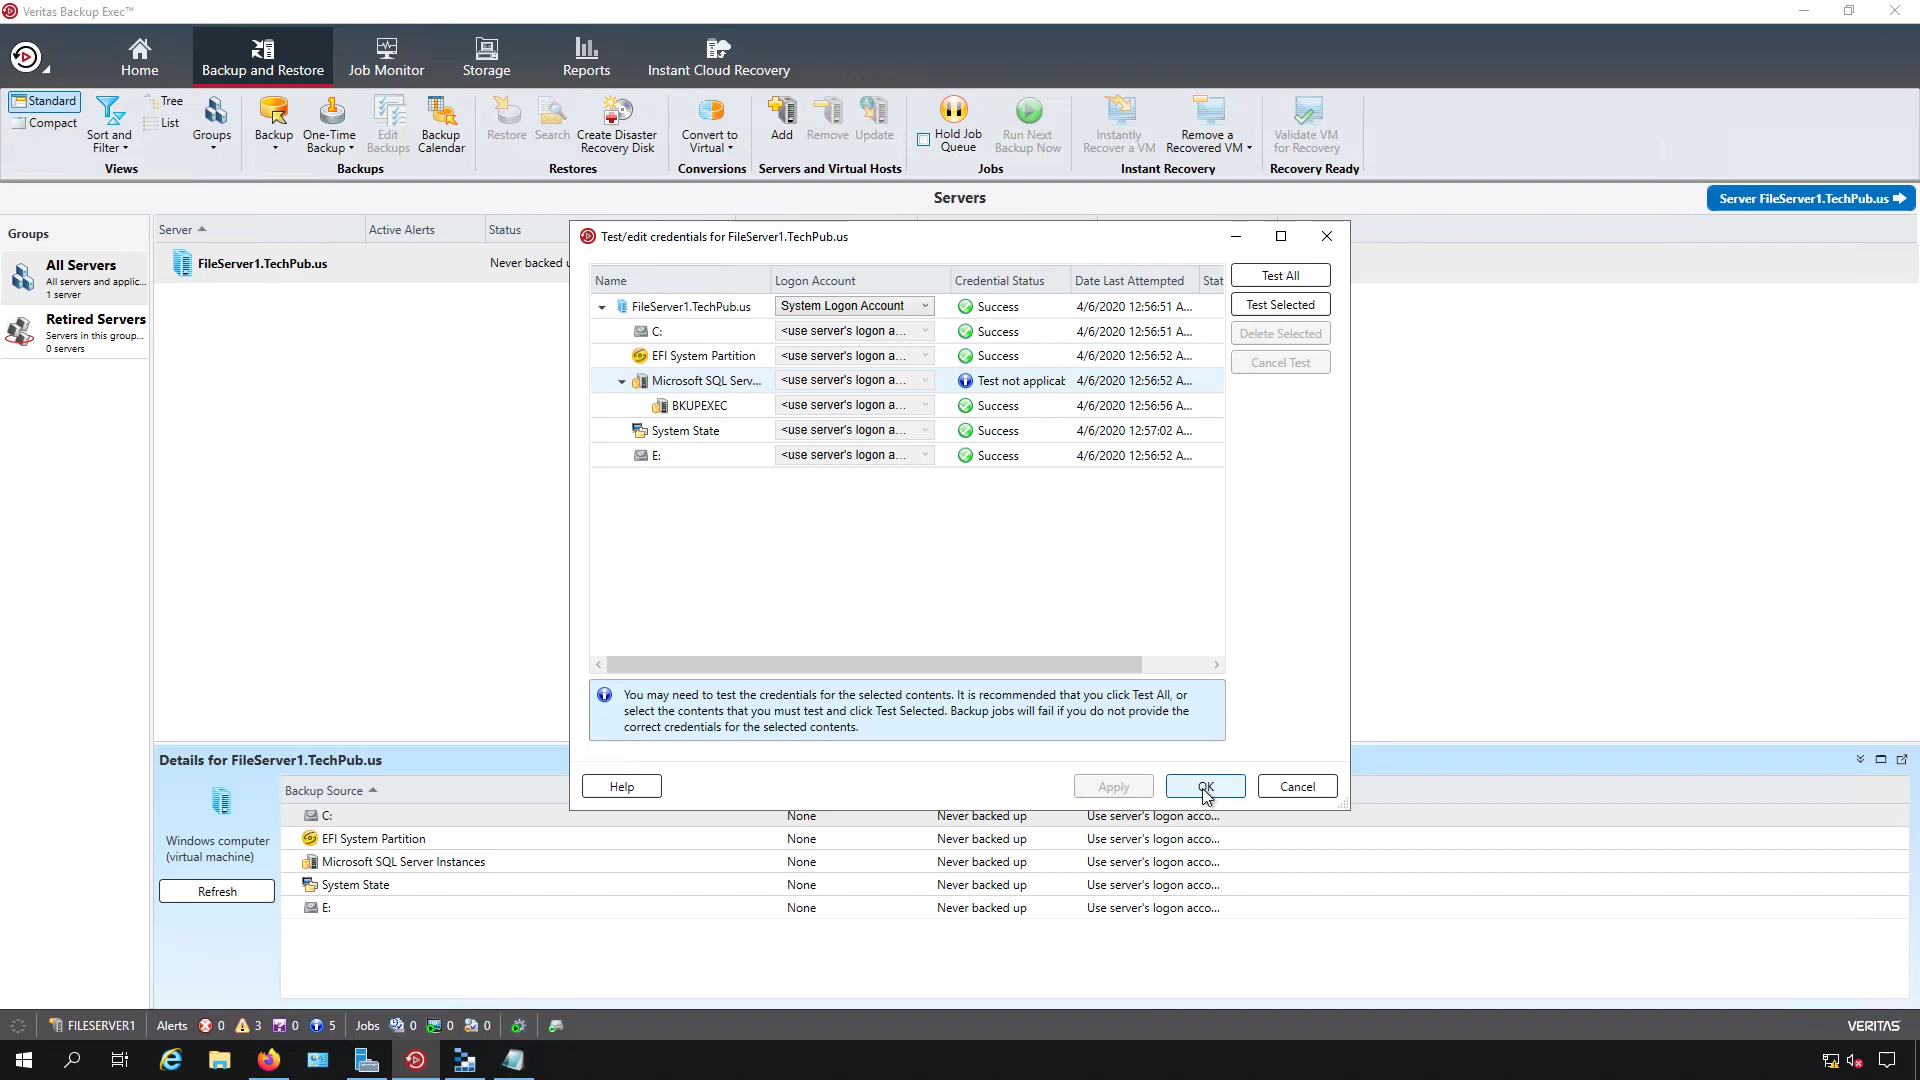 Veritas Backup Exec™
Home
Backup and Restore
Job Monitor
Storage
Reports
Instant Cloud Recovery
Standard
Compact
Sort and
Filter
Tree
List
Groups
Views
Backup
One-Time
Backup
Edit
Backups
Backup
Calendar
Backups
Restore
Search
Create Disaster
Recovery Disk
Restores
Convert to
Virtual
Conversions
Add
Remove
Update
Servers and Virtual Hosts
Hold Job
Queue
Run Next
Backup Now
Jobs
Instantly
Recover a VM
Remove a
Recovered VM
Instant Recovery
Validate VM
for Recovery
Recovery Ready
Servers
Server FileServer1.TechPub.us
Groups
All Servers
All servers and applic...
1 server
Retired Servers
Servers in this group...
0 servers
Server
Active Alerts
Status
FileServer1.TechPub.us
Never backed u
Test/edit credentials for FileServer1.TechPub.us
Name
Logon Account
Credential Status
Date Last Attempted
Stat
FileServer1.TechPub.us
System Logon Account
Success
4/6/2020 12:56:51 A...
C:
<use server's logon a...
Success
4/6/2020 12:56:51 A...
EFI System Partition
<use server's logon a...
Success
4/6/2020 12:56:52 A...
Microsoft SQL Serv...
<use server's logon a...
Test not applicab
4/6/2020 12:56:52 A...
BKUPEXEC
<use server's logon a...
Success
4/6/2020 12:56:56 A...
System State
<use server's logon a...
Success
4/6/2020 12:57:02 A...
E:
<use server's logon a...
Success
4/6/2020 12:56:52 A...
Test All
Test Selected
Delete Selected
Cancel Test
You may need to test the credentials for the selected contents. It is recommended that you click Test All, or
select the contents that you must test and click Test Selected. Backup jobs will fail if you do not provide the
correct credentials for the selected contents.
Help
Apply
OK
Cancel
Details for FileServer1.TechPub.us
Windows computer
(virtual machine)
Refresh
Backup Source
C:
None
Never backed up
Use server's logon acco...
EFI System Partition
None
Never backed up
Use server's logon acco...
Microsoft SQL Server Instances
None
Never backed up
Use server's logon acco...
System State
None
Never backed up
Use server's logon acco...
E:
None
Never backed up
Use server's logon acco...
FILESERVER1
Alerts
0
3
0
5
Jobs
0
0
0
VERITAS